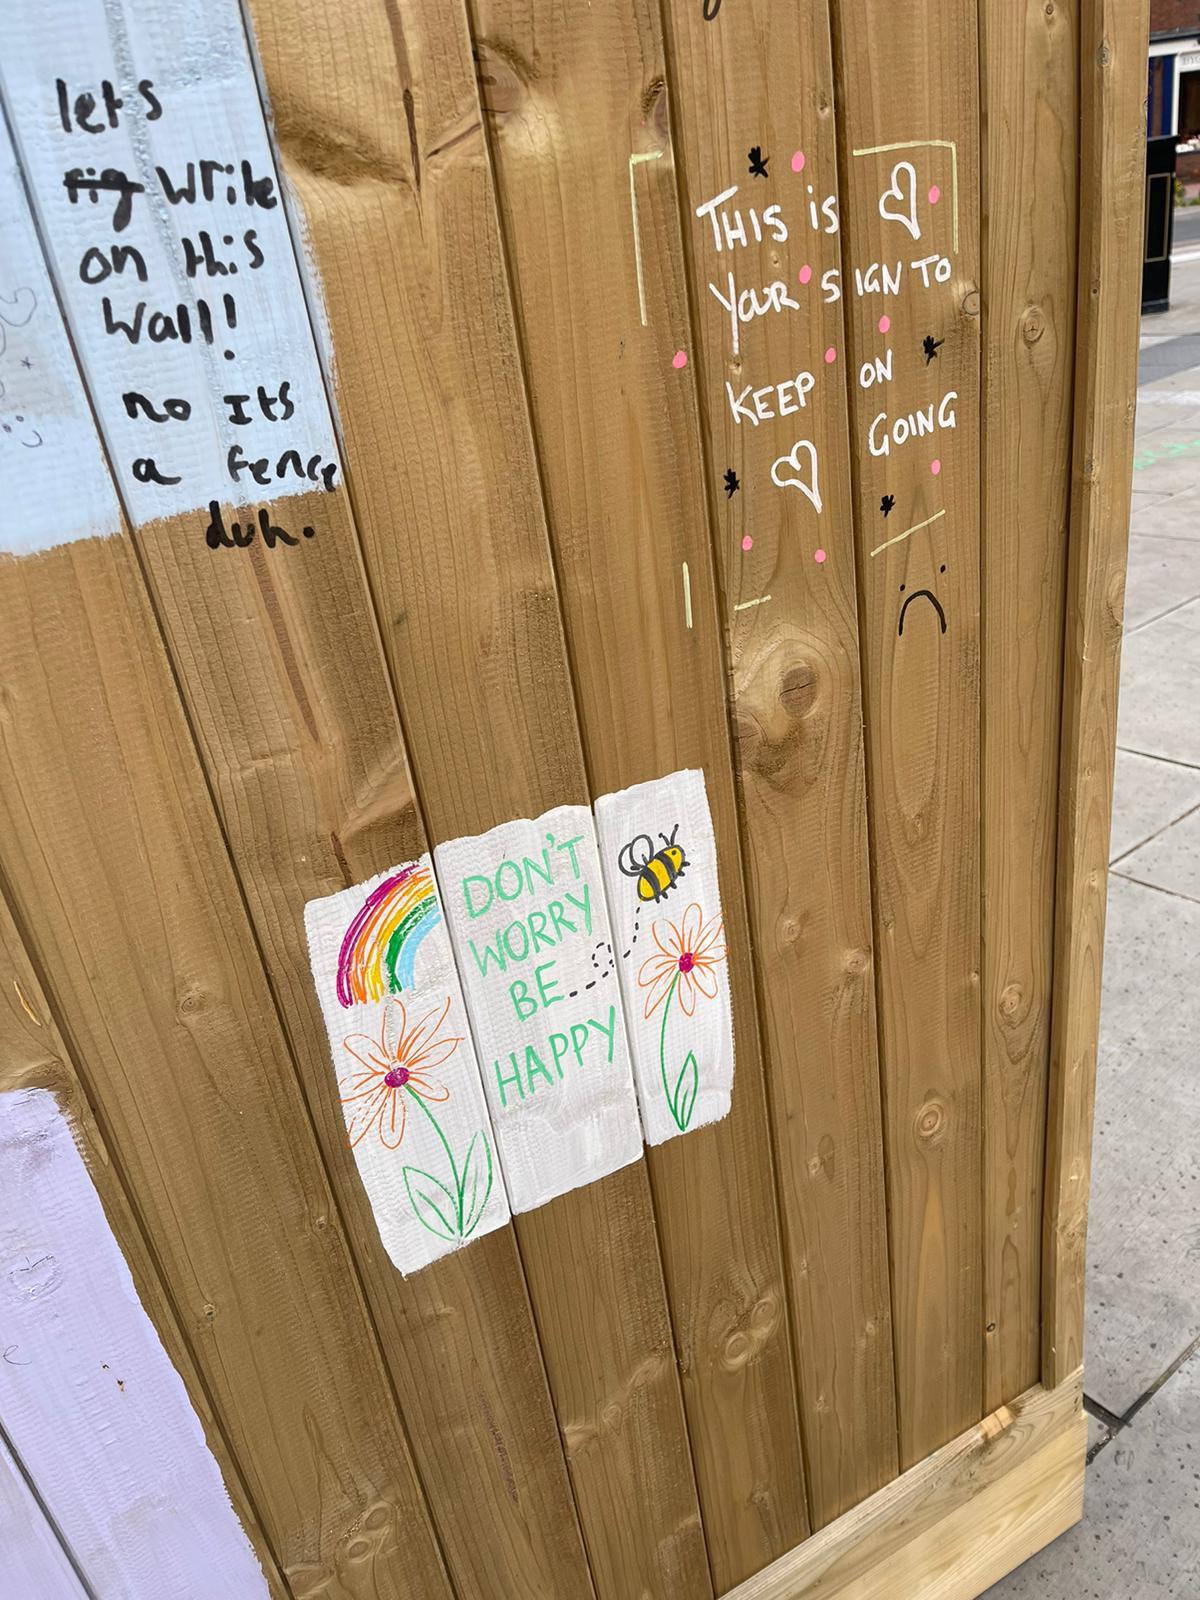 lets
rig write
on this
wall!
no Its
a fence
duh.
THIS IS
YOUR SIGN TO
KEEP ON
GOING
DON'T
WORRY
BE
HAPPY